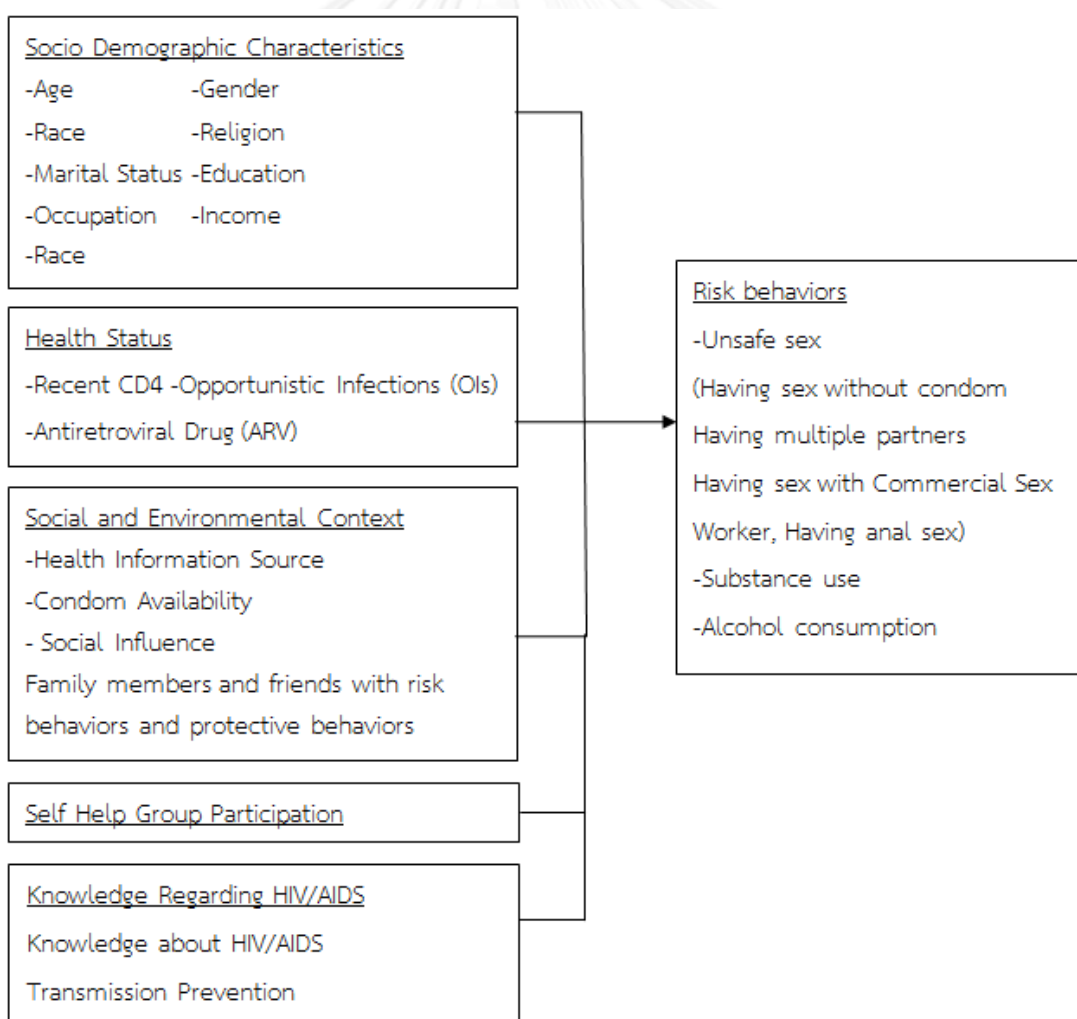 Socio Demographic Characteristics
-Age -Gender
-Race -Religion
-Marital Status -Education
-Occupation -Income
-Race
Health Status
-Recent CD4 -Opportunistic Infections (OIs)
-Antiretroviral Drug (ARV)
Social and Environmental Context
-Health Information Source
-Condom Availability
- Social Influence
Family members and friends with risk
behaviors and protective behaviors
Self Help Group Participation
Knowledge Regarding HIV/AIDS
Knowledge about HIV/AIDS
Transmission Prevention
Risk behaviors
-Unsafe sex
(Having sex without condom
Having multiple partners
Having sex with Commercial Sex
Worker, Having anal sex)
-Substance use
-Alcohol consumption